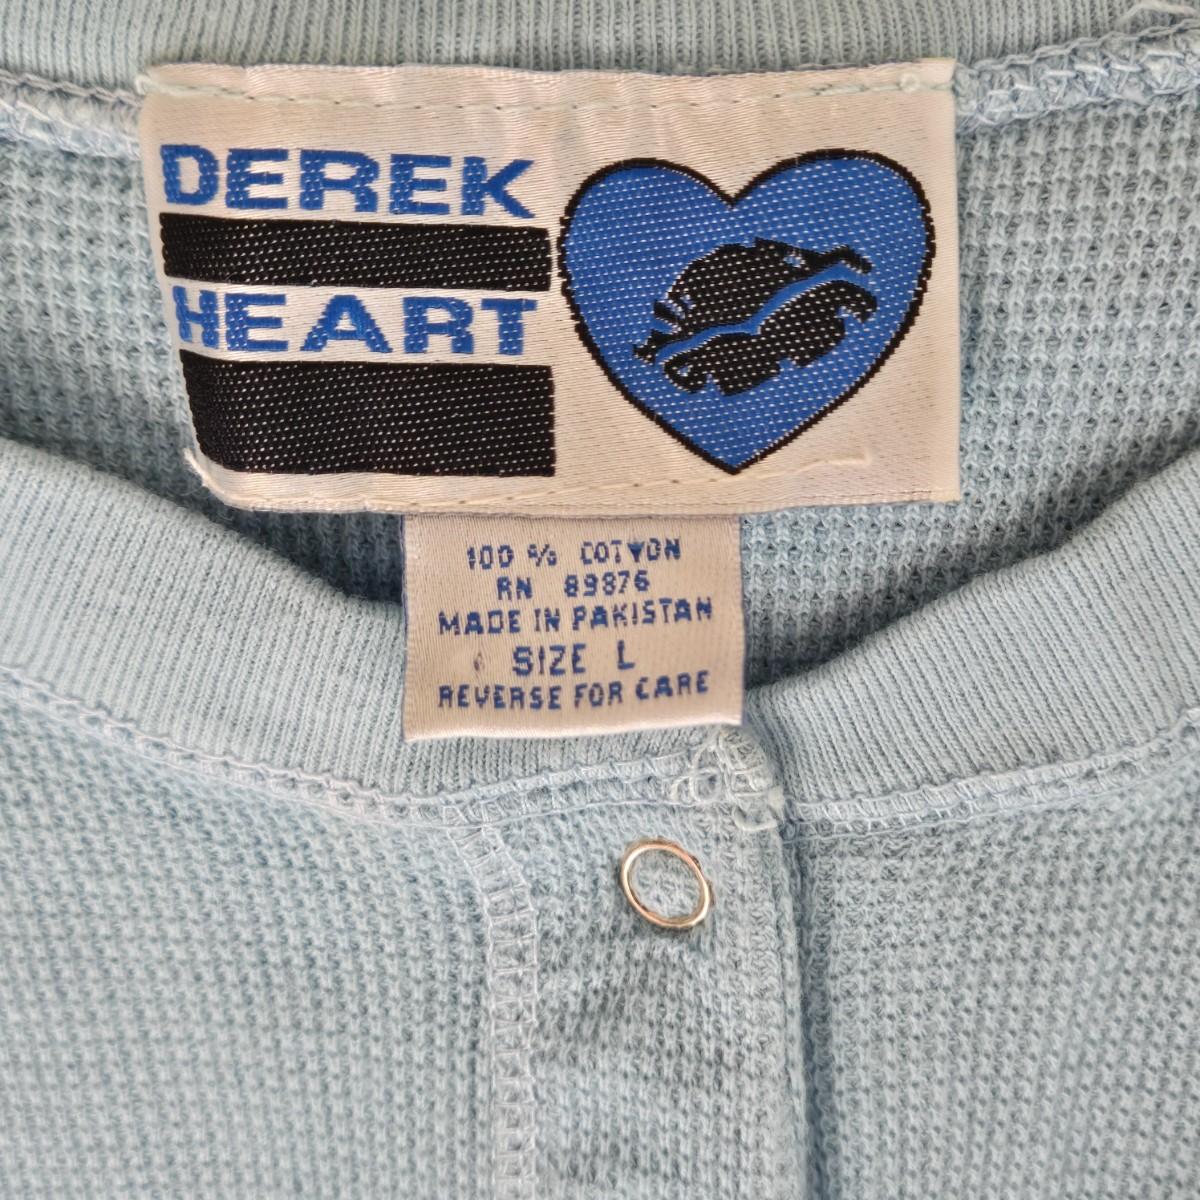 DEREK
HEART
100 % COTTON
RN 89876
MADE IN PAKISTAN
SIZE L
REVERSE FOR CARE